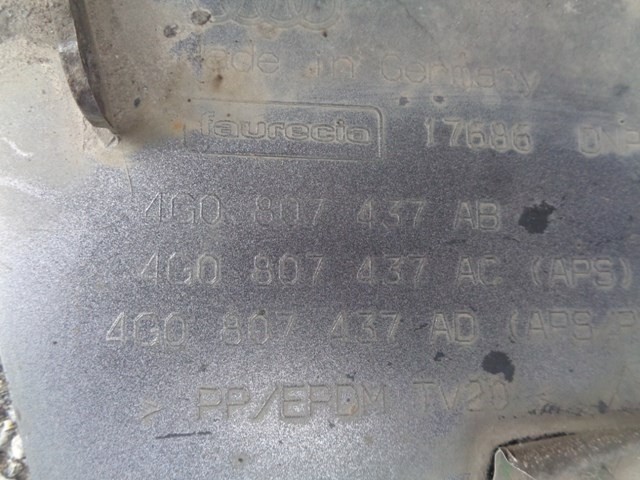 Made in Germany
faurecia 17686
4G0 807 437 AB
4G0 807 437 AC (APS)
4G0 807 437 AD (APS
> PP/EPDM TV20 <